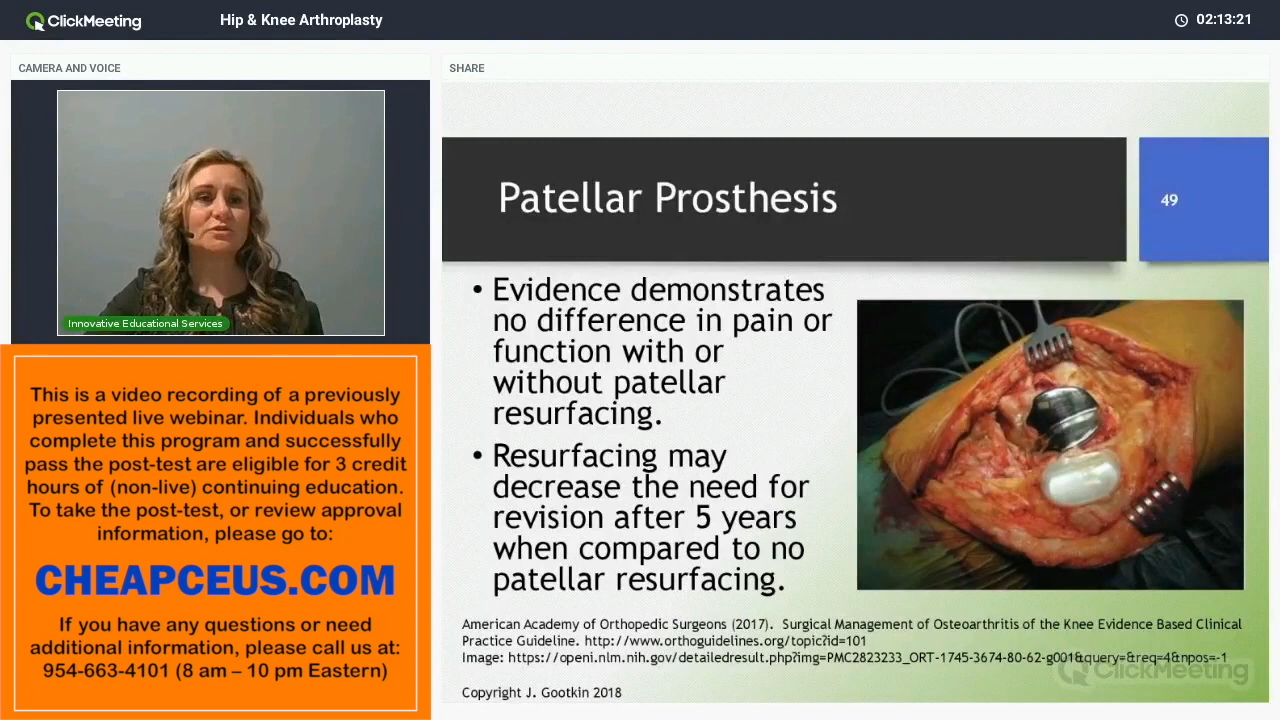 ClickMeeting
Hip & Knee Arthroplasty
02:13:21
CAMERA AND VOICE
SHARE
Innovative Educational Services
This is a video recording of a previously
presented live webinar. Individuals who
complete this program and successfully
pass the post-test are eligible for 3 credit
hours of (non-live) continuing education.
To take the post-test, or review approval
information, please go to:
CHEAPCEUS.COM
If you have any questions or need
additional information, please call us at:
954-663-4101 (8 am – 10 pm Eastern)
Patellar Prosthesis
49
• Evidence demonstrates
no difference in pain or
function with or
without patellar
resurfacing.
• Resurfacing may
decrease the need for
revision after 5 years
when compared to no
patellar resurfacing.
American Academy of Orthopedic Surgeons (2017). Surgical Management of Osteoarthritis of the Knee Evidence Based Clinical
Practice Guideline. http://www.orthoguidelines.org/topic?id=101
Image: https://openi.nlm.nih.gov/detailedresult.php?img=PMC2823233_ORT-1745-3674-80-62-g001&query=&req=4&npos=-1
ClickMeeting
Copyright J. Gootkin 2018